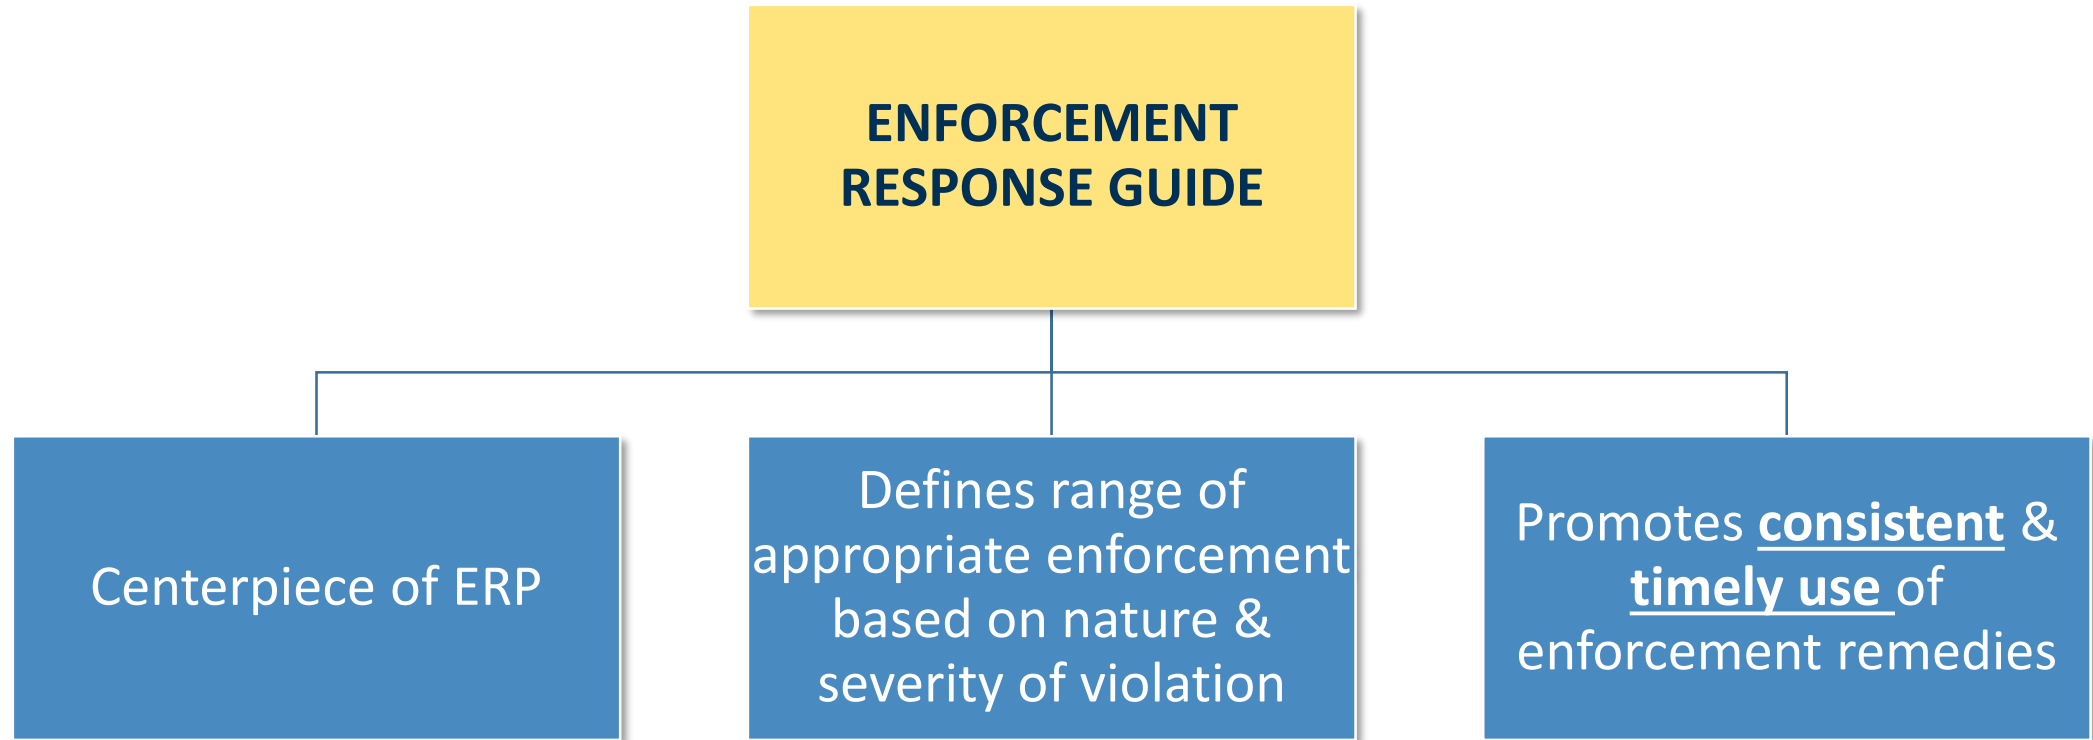 ENFORCEMENT
RESPONSE GUIDE
Centerpiece of ERP
Defines range of
appropriate enforcement
based on nature &
severity of violation
Promotes consistent &
timely use of
enforcement remedies